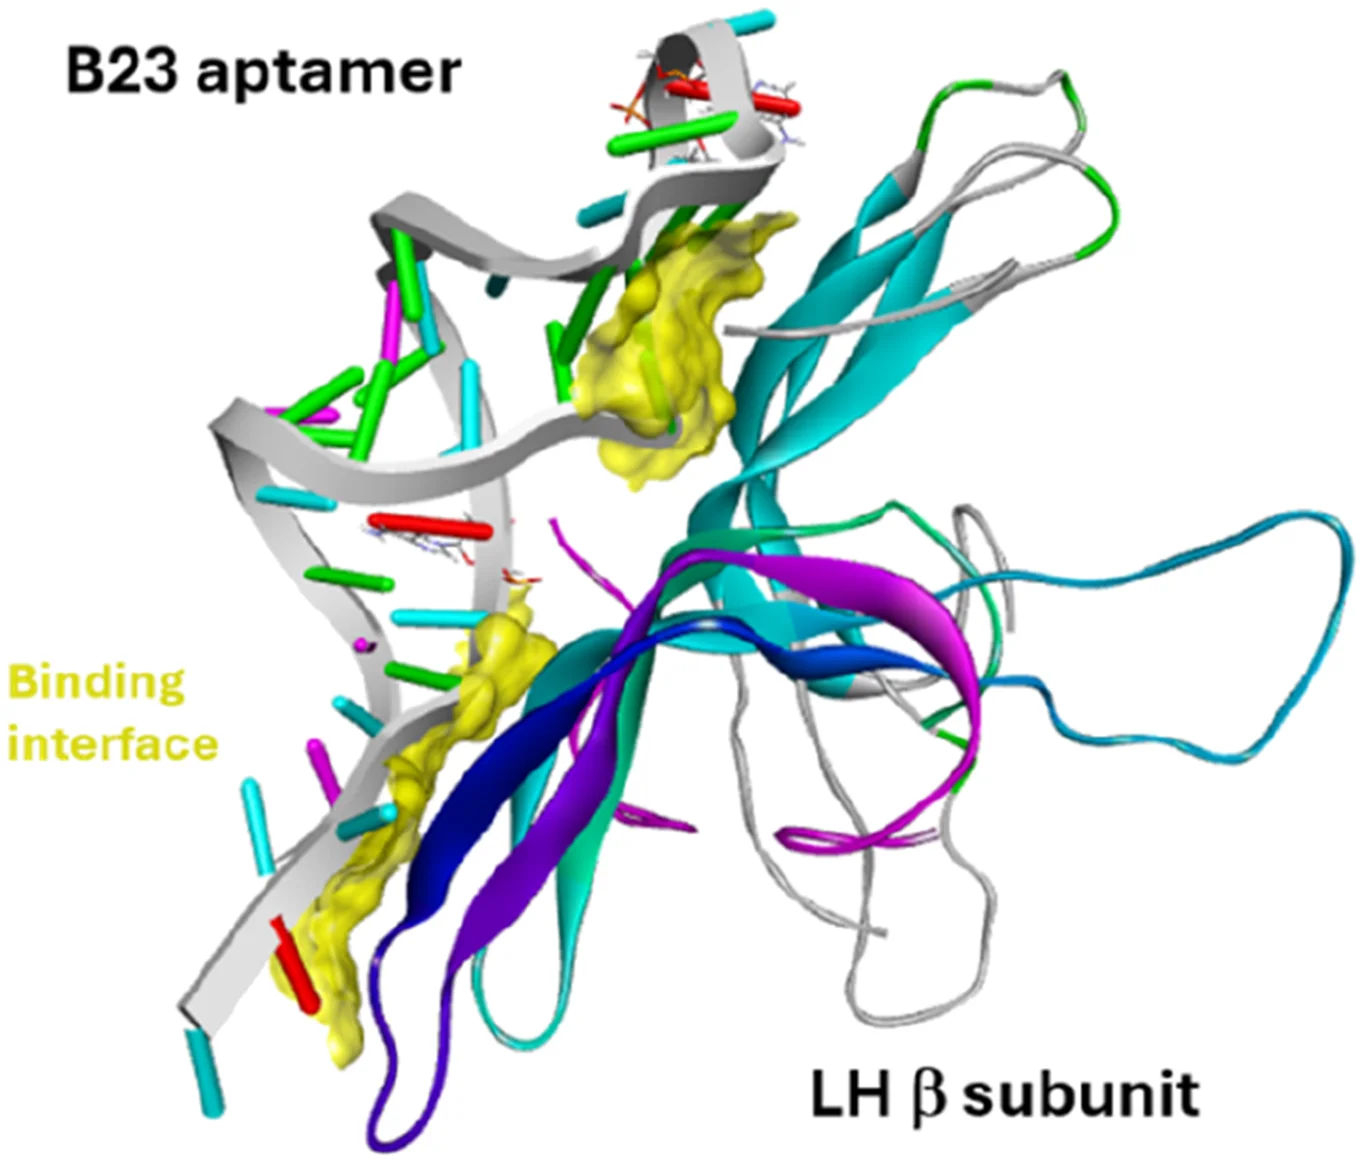 B23 aptamer
Binding
interface
LH β subunit